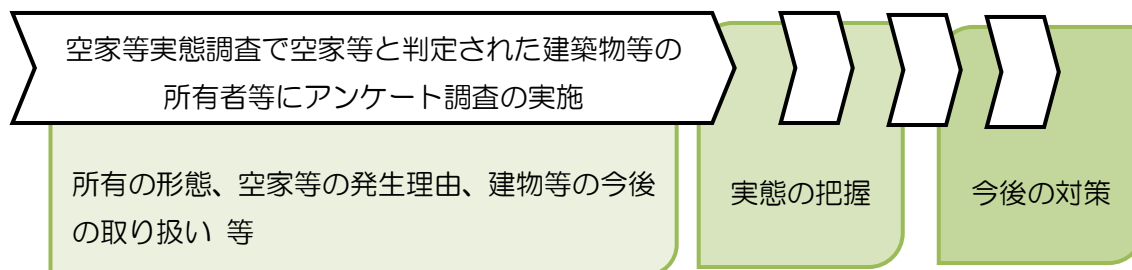 空家等実態調査で空家等と判定された建築物等の
所有者等にアンケート調査の実施
所有の形態、空家等の発生理由、建物等の今後
の取り扱い 等
実態の把握
今後の対策